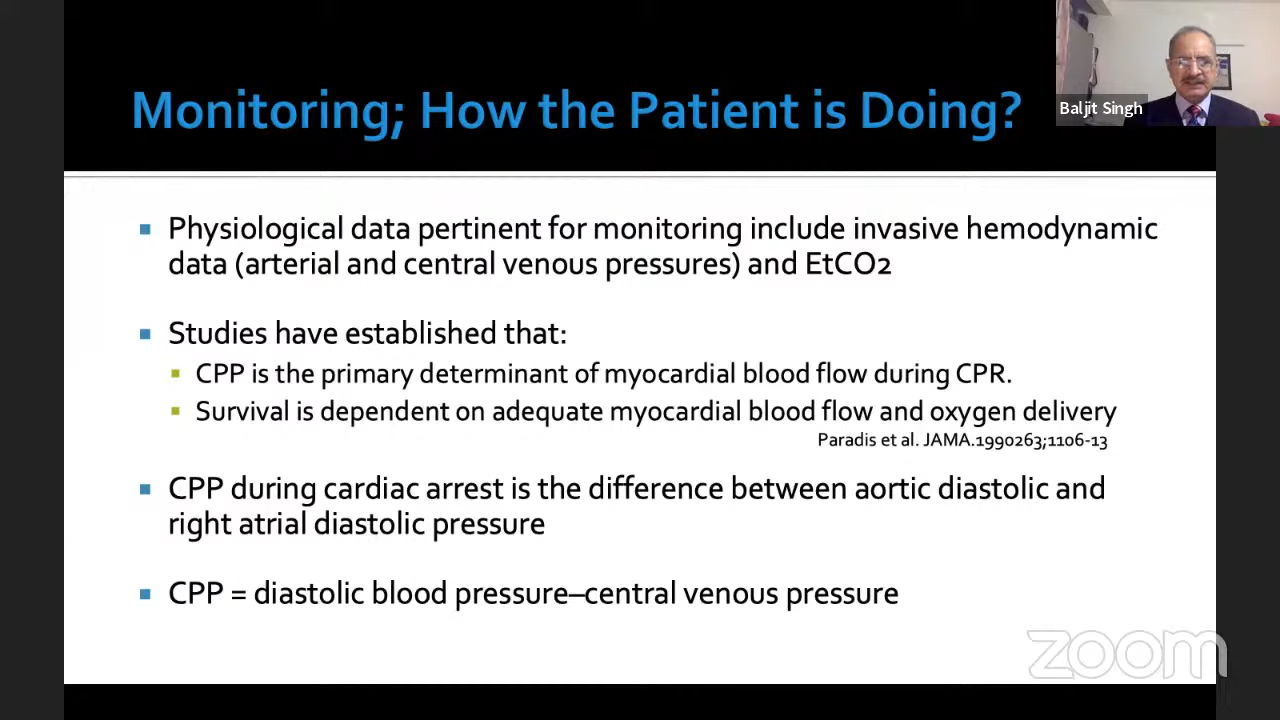 Monitoring; How the Patient is Doing?
Baljit Singh
Physiological data pertinent for monitoring include invasive hemodynamic
data (arterial and central venous pressures) and EtCO2
Studies have established that:
CPP is the primary determinant of myocardial blood flow during CPR.
Survival is dependent on adequate myocardial blood flow and oxygen delivery
Paradis et al. JAMA.1990263;1106-13
CPP during cardiac arrest is the difference between aortic diastolic and
right atrial diastolic pressure
CPP = diastolic blood pressure–central venous pressure
zoom